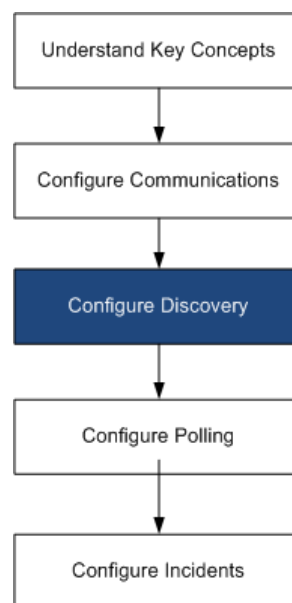 Understand Key Concepts
Configure Communications
Configure Discovery
Configure Polling
Configure Incidents